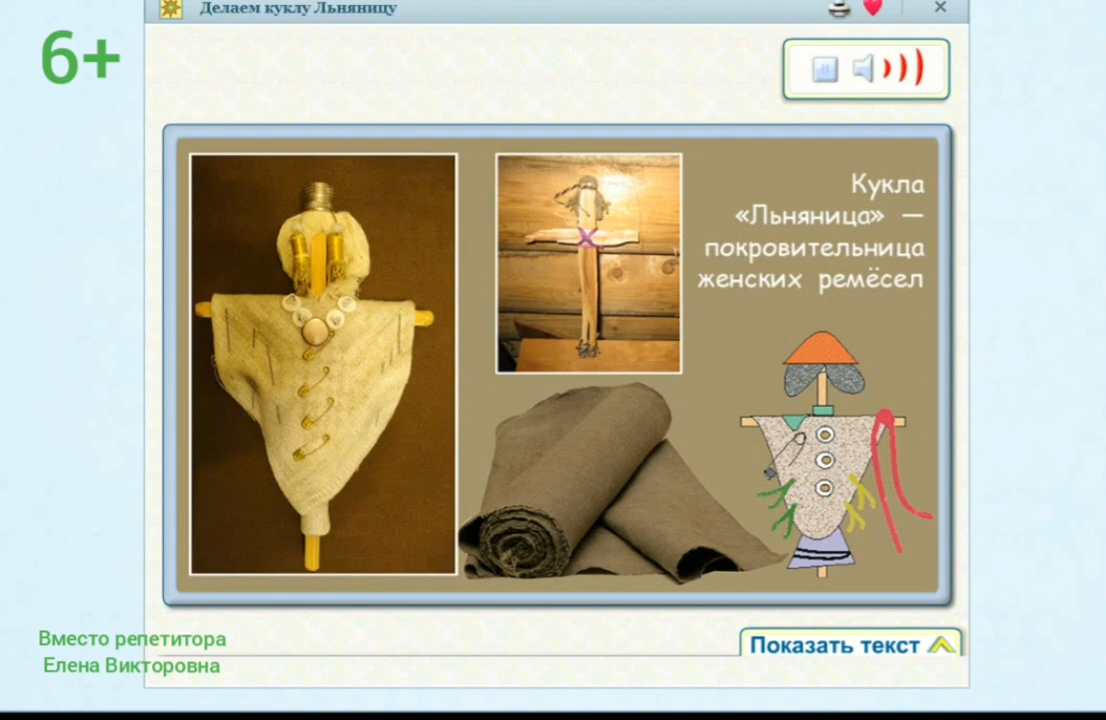 Делаем куклу Льняницу
6+
Кукла
«Льняница» —
покровительница
женских ремёсел
Вместо репетитора
Елена Викторовна
Показать текст